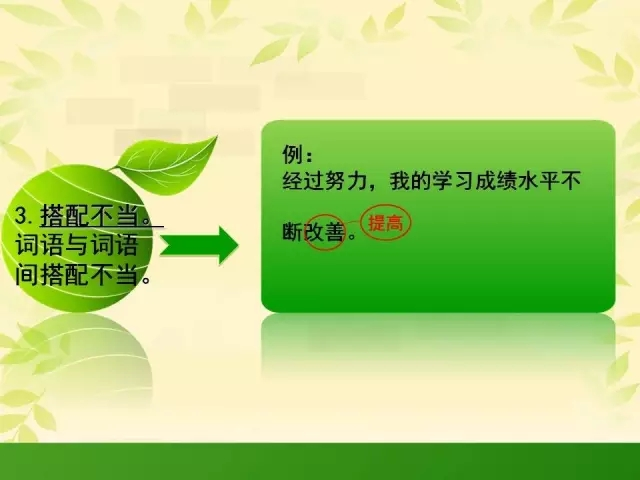 3.搭配不当。
词语与词语
间搭配不当。
例：
经过努力，我的学习成绩水平不
断改善。
提高